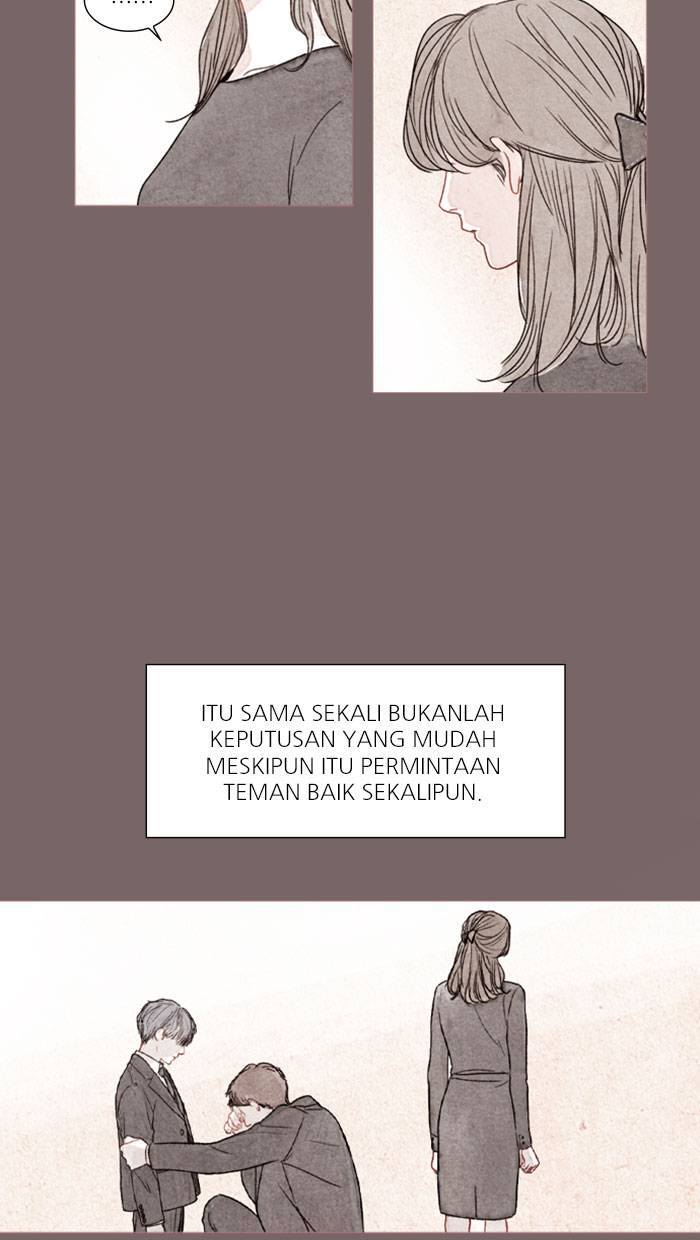 ......
ITU SAMA SEKALI BUKANLAH
KEPUTUSAN YANG MUDAH
MESKIPUN ITU PERMINTAAN
TEMAN BAIK SEKALIPUN.